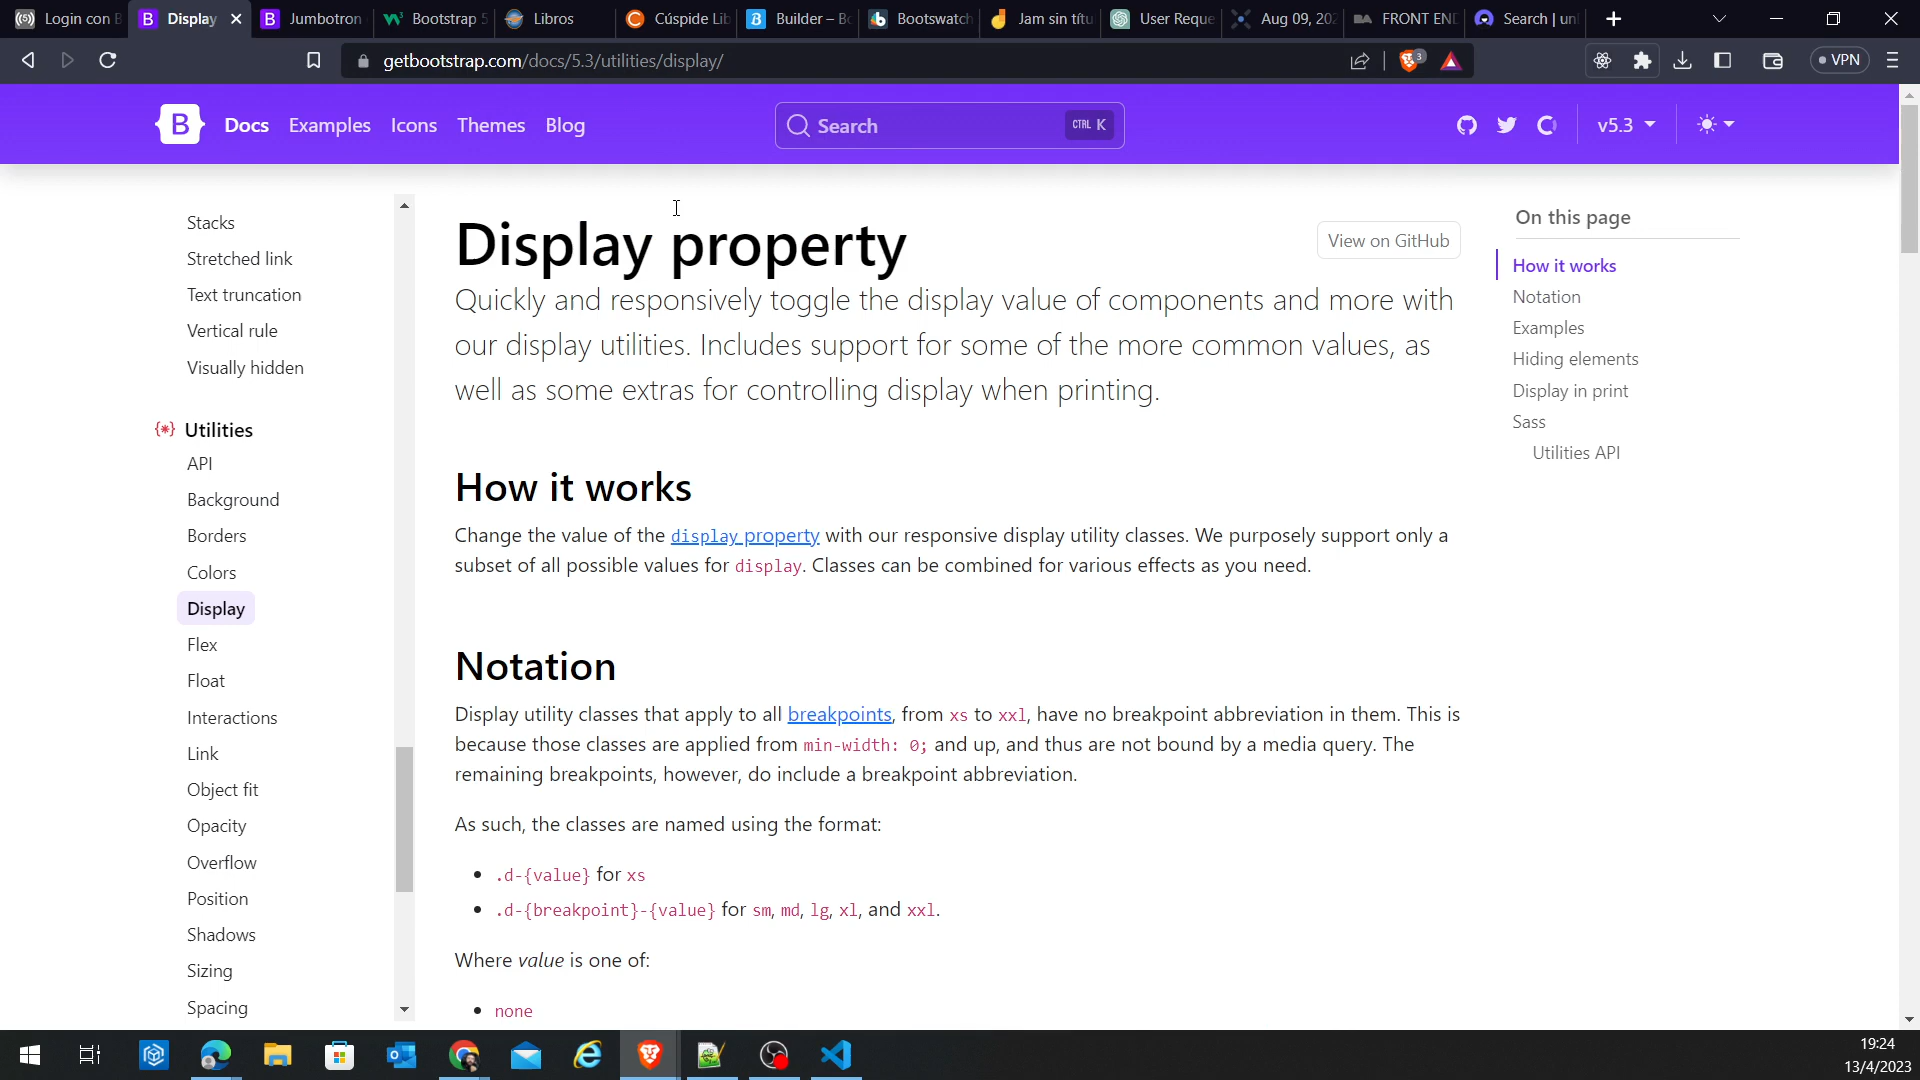 Login con B
Display
Jumbotron
Bootstrap 5
Libros
Cúspide Lib
Builder – Bo
Bootswatch
Jam sin títu
User Reque
Aug 09, 202
FRONT END
Search | un
getbootstrap.com/docs/5.3/utilities/display/
3
VPN
B
Docs
Examples
Icons
Themes
Blog
Search
CTRL K
v5.3
Stacks
Stretched link
Text truncation
Vertical rule
Visually hidden
Utilities
API
Background
Borders
Colors
Display
Flex
Float
Interactions
Link
Object fit
Opacity
Overflow
Position
Shadows
Sizing
Spacing
Display property
View on GitHub
Quickly and responsively toggle the display value of components and more with
our display utilities. Includes support for some of the more common values, as
well as some extras for controlling display when printing.
How it works
Change the value of the display property with our responsive display utility classes. We purposely support only a
subset of all possible values for display. Classes can be combined for various effects as you need.
Notation
Display utility classes that apply to all breakpoints, from xs to xxl, have no breakpoint abbreviation in them. This is
because those classes are applied from min-width: 0; and up, and thus are not bound by a media query. The
remaining breakpoints, however, do include a breakpoint abbreviation.
As such, the classes are named using the format:
• .d-{value} for xs
• .d-{breakpoint}-{value} for sm, md, lg, xl, and xxl.
Where value is one of:
• none
On this page
How it works
Notation
Examples
Hiding elements
Display in print
Sass
Utilities API
19:24
13/4/2023